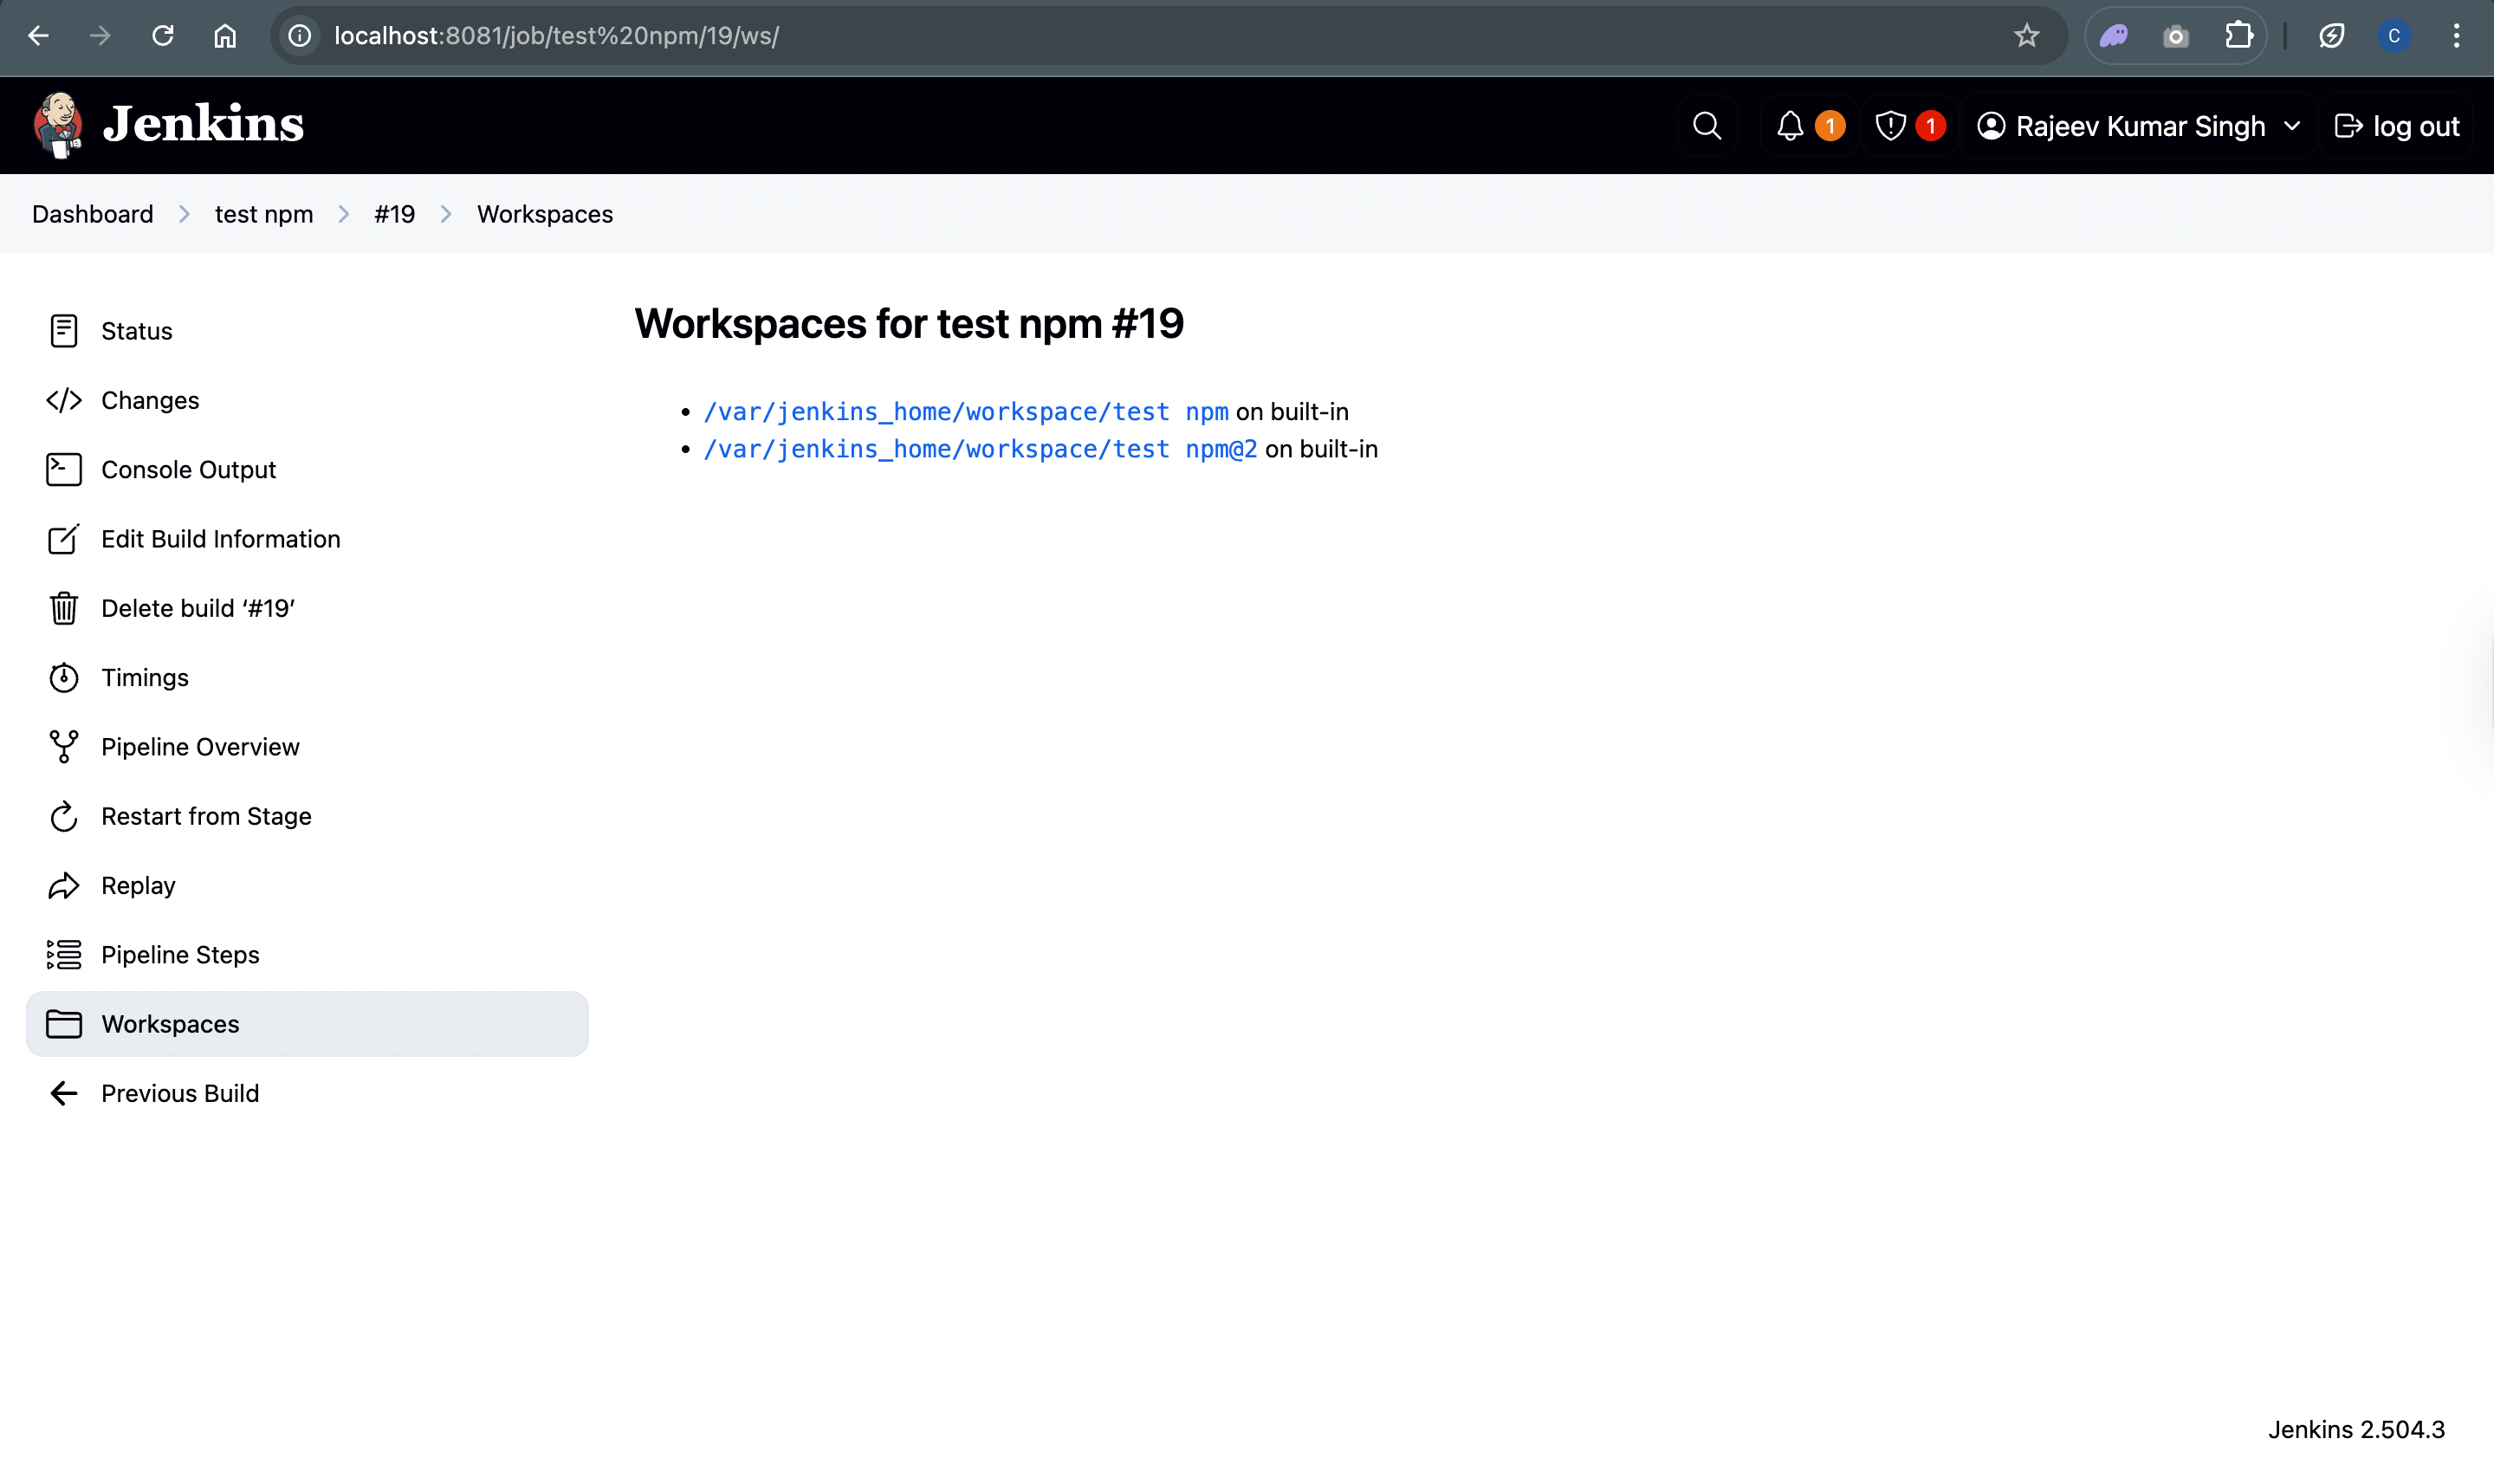 localhost:8081/job/test%20npm/19/ws/
C
Jenkins
1
1
Rajeev Kumar Singh
log out
Dashboard
test npm
#19
Workspaces
Status
Changes
Console Output
Edit Build Information
Delete build ‘#19’
Timings
Pipeline Overview
Restart from Stage
Replay
Pipeline Steps
Workspaces
Previous Build
Workspaces for test npm #19
/var/jenkins_home/workspace/test npm on built-in
/var/jenkins_home/workspace/test npm@2 on built-in
Jenkins 2.504.3